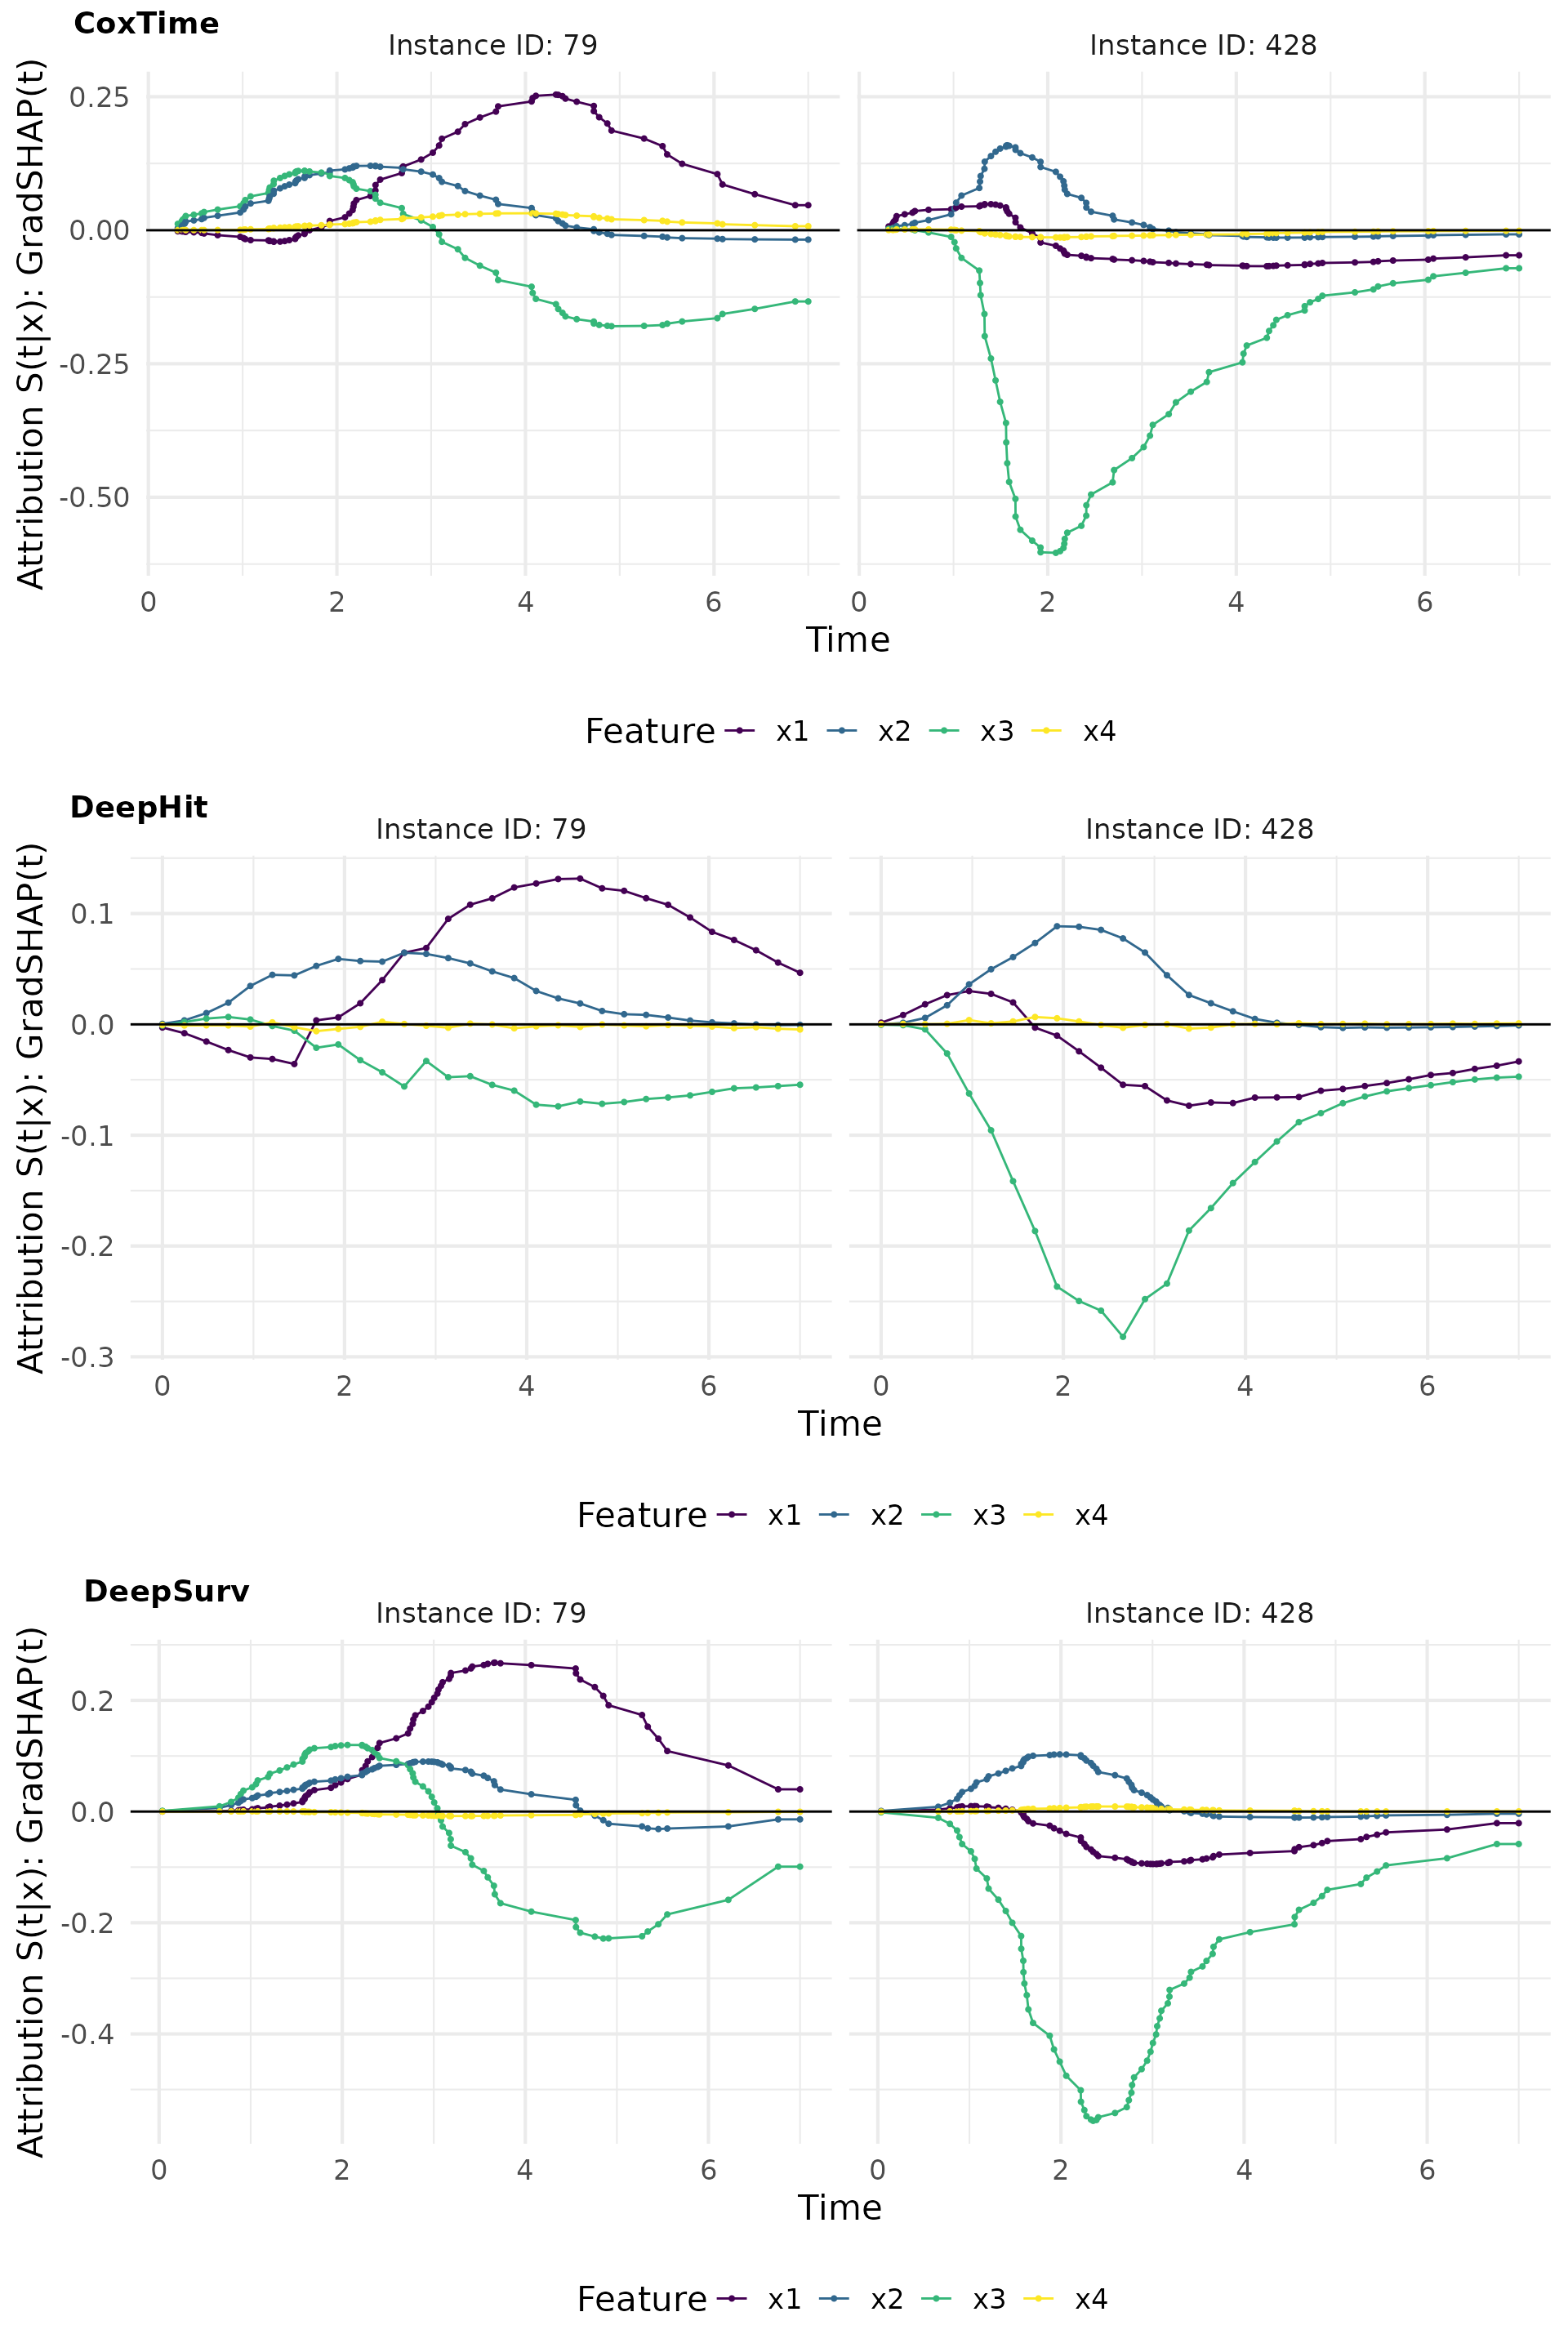 CoxTime
Instance ID: 79
Instance ID: 428
Attribution S(t|x): GradSHAP(t)
0.25
0.00
-0.25
-0.50
0 2 4 6
0 2 4 6
Time
Feature x1 x2 x3 x4
DeepHit
Instance ID: 79
Instance ID: 428
Attribution S(t|x): GradSHAP(t)
0.1
0.0
-0.1
-0.2
-0.3
0 2 4 6
0 2 4 6
Time
Feature x1 x2 x3 x4
DeepSurv
Instance ID: 79
Instance ID: 428
Attribution S(t|x): GradSHAP(t)
0.2
0.0
-0.2
-0.4
0 2 4 6
0 2 4 6
Time
Feature x1 x2 x3 x4